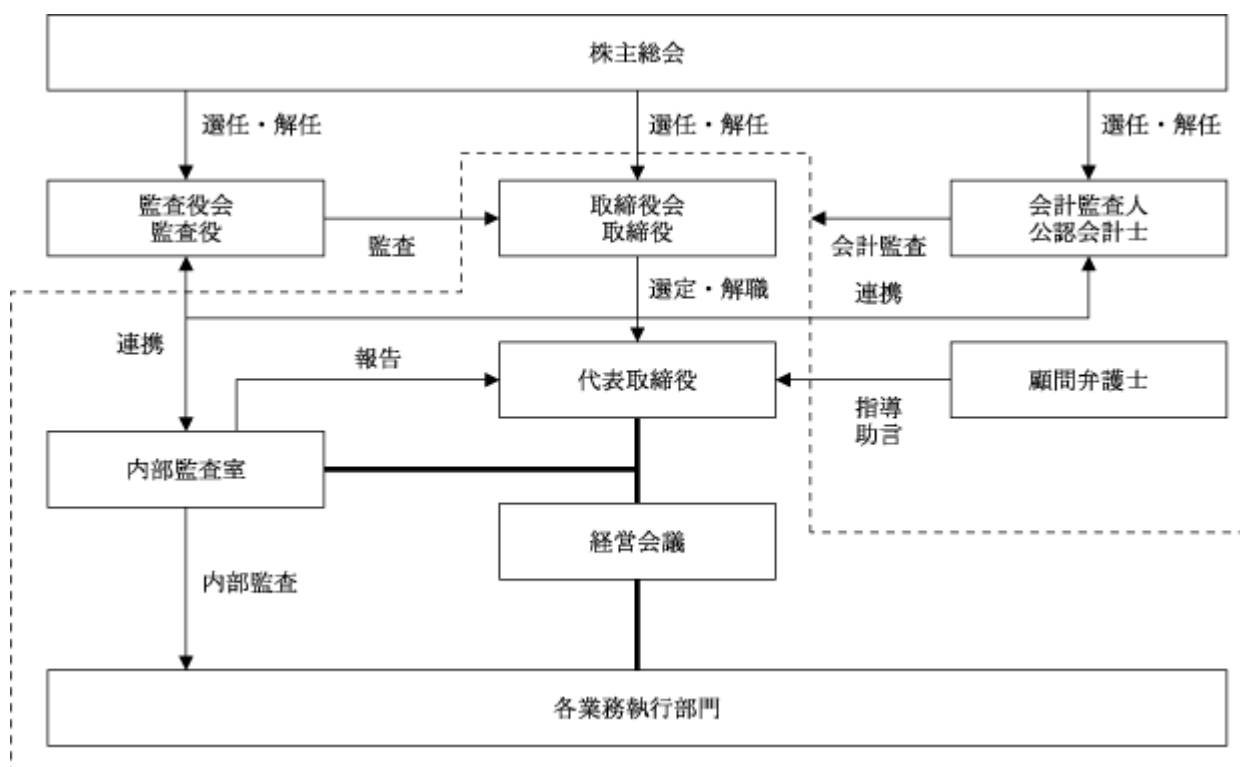 株主総会
選任・解任
選任・解任
選任・解任
監査役会
監査役
監査
取締役会
取締役
会計監査
会計監査人
公認会計士
選定・解職
連携
連携
報告
代表取締役
指導
助言
顧問弁護士
内部監査室
経営会議
内部監査
各業務執行部門